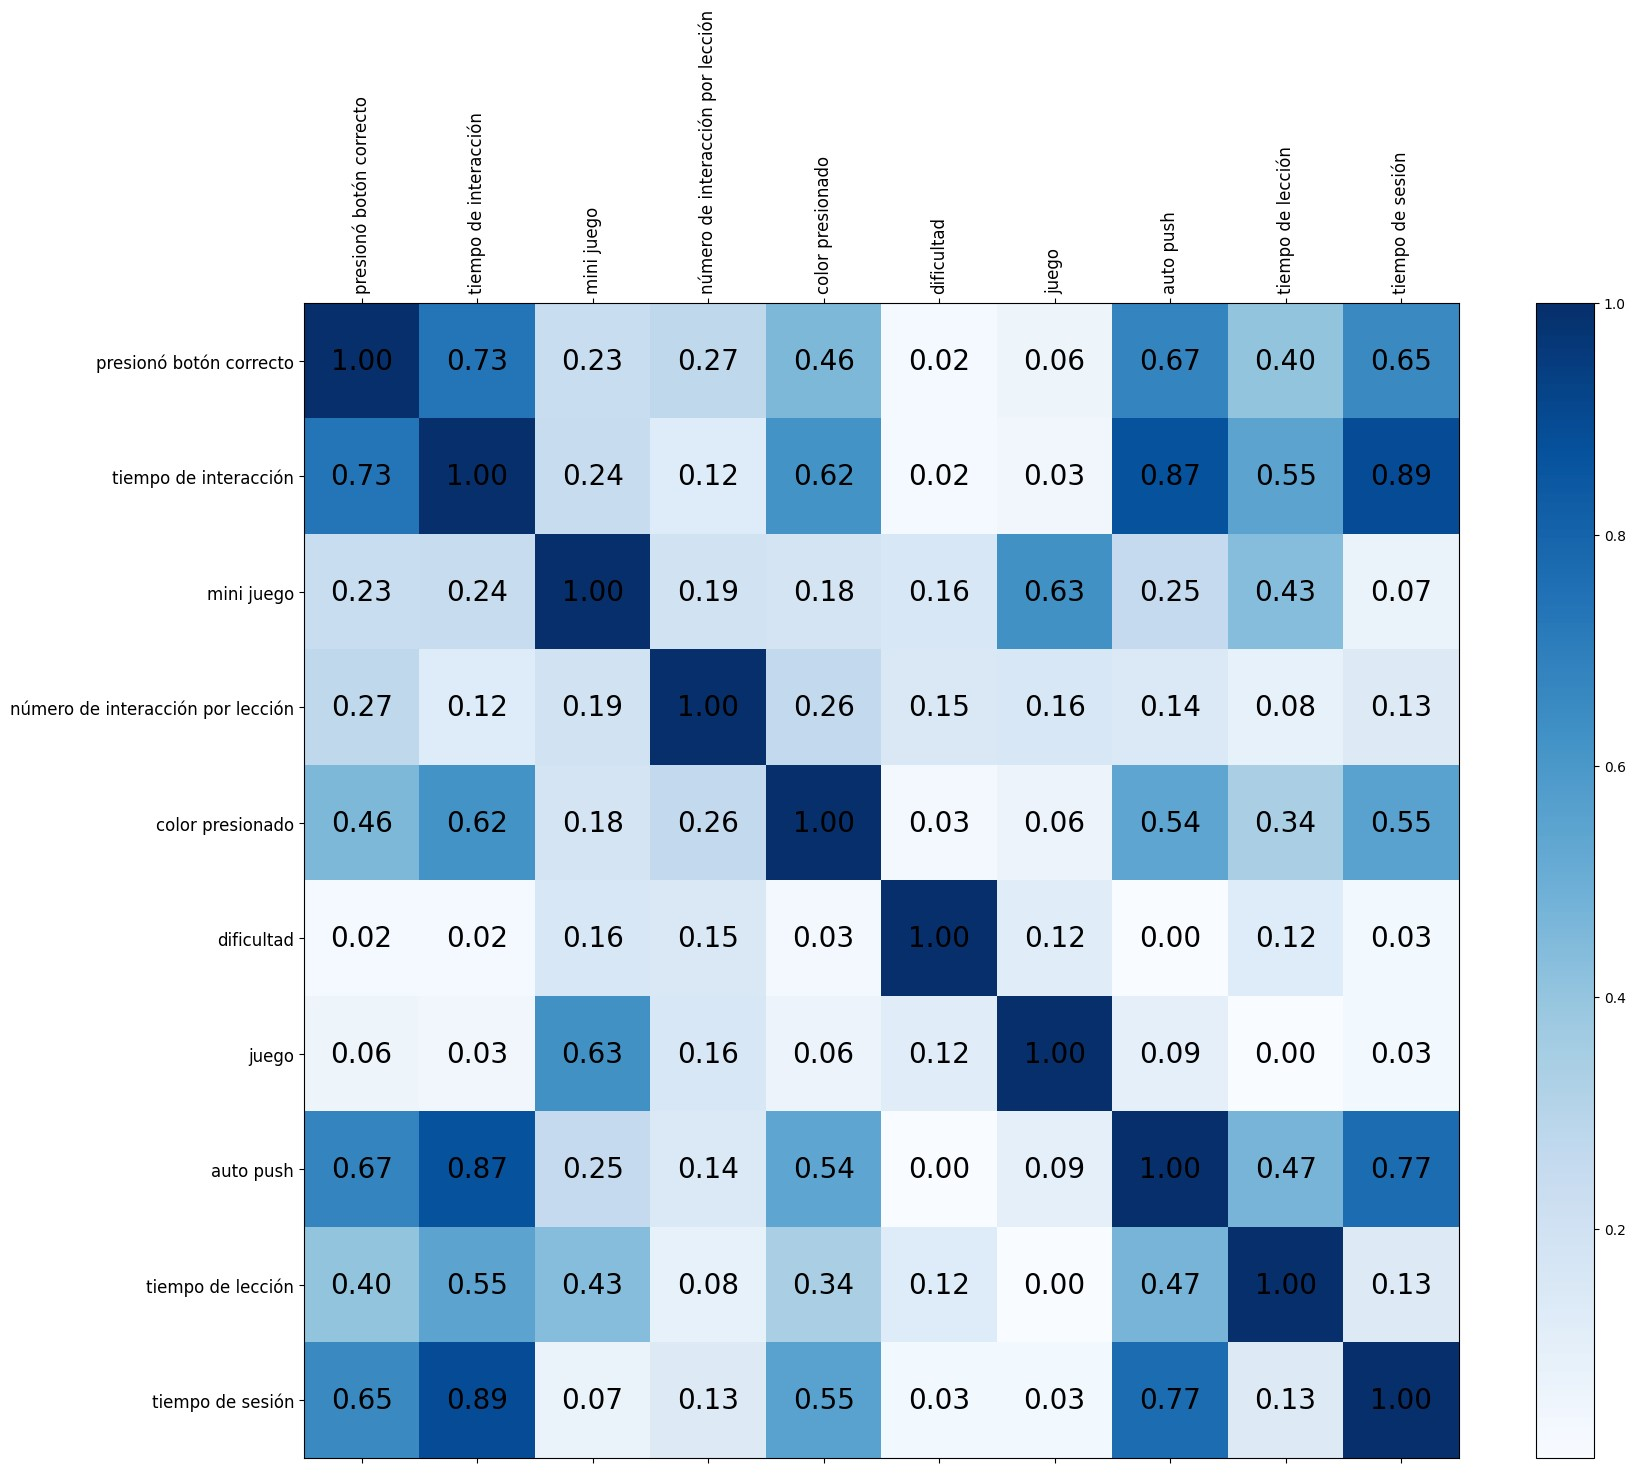 presionó botón correcto
tiempo de interacción
mini juego
número de interacción por lección
color presionado
dificultad
juego
auto push
tiempo de lección
tiempo de sesión
presionó botón correcto 1.00 0.73 0.23 0.27 0.46 0.02 0.06 0.67 0.40 0.65
tiempo de interacción 0.73 1.00 0.24 0.12 0.62 0.02 0.03 0.87 0.55 0.89
mini juego 0.23 0.24 1.00 0.19 0.18 0.16 0.63 0.25 0.43 0.07
número de interacción por lección 0.27 0.12 0.19 1.00 0.26 0.15 0.16 0.14 0.08 0.13
color presionado 0.46 0.62 0.18 0.26 1.00 0.03 0.06 0.54 0.34 0.55
dificultad 0.02 0.02 0.16 0.15 0.03 1.00 0.12 0.00 0.12 0.03
juego 0.06 0.03 0.63 0.16 0.06 0.12 1.00 0.09 0.00 0.03
auto push 0.67 0.87 0.25 0.14 0.54 0.00 0.09 1.00 0.47 0.77
tiempo de lección 0.40 0.55 0.43 0.08 0.34 0.12 0.00 0.47 1.00 0.13
tiempo de sesión 0.65 0.89 0.07 0.13 0.55 0.03 0.03 0.77 0.13 1.00
1.0
0.8
0.6
0.4
0.2